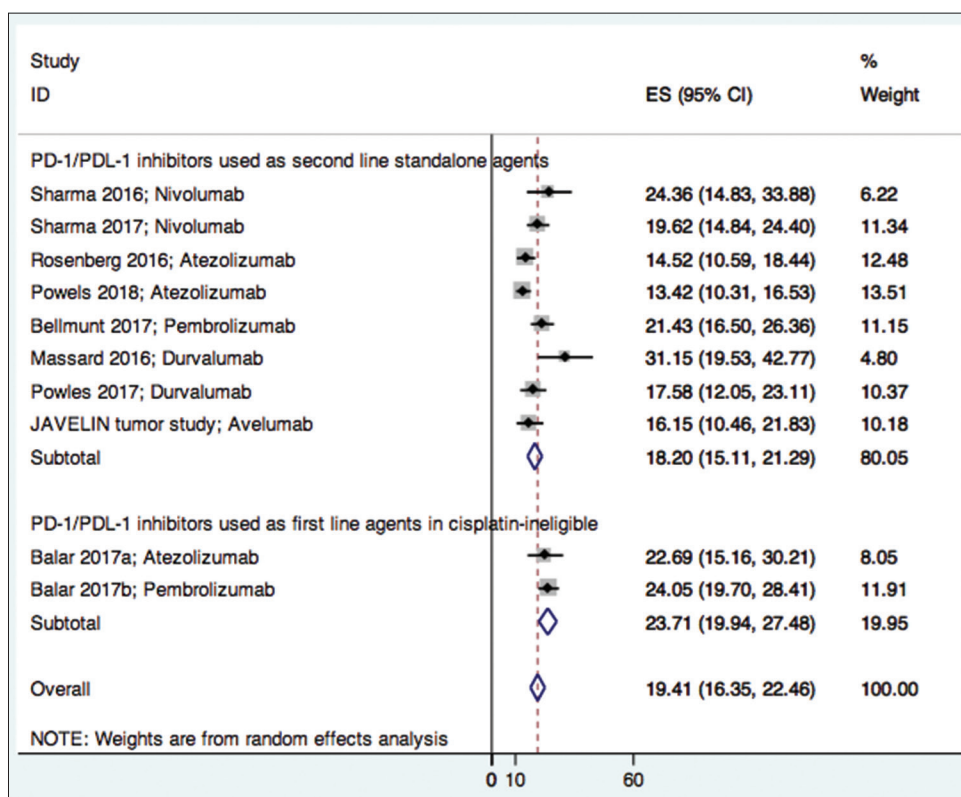 Study %
ID ES (95% CI) Weight
PD-1/PDL-1 inhibitors used as second line standalone agents
Sharma 2016; Nivolumab 24.36 (14.83, 33.88) 6.22
Sharma 2017; Nivolumab 19.62 (14.84, 24.40) 11.34
Rosenberg 2016; Atezolizumab 14.52 (10.59, 18.44) 12.48
Powels 2018; Atezolizumab 13.42 (10.31, 16.53) 13.51
Bellmunt 2017; Pembrolizumab 21.43 (16.50, 26.36) 11.15
Massard 2016; Durvalumab 31.15 (19.53, 42.77) 4.80
Powles 2017; Durvalumab 17.58 (12.05, 23.11) 10.37
JAVELIN tumor study; Avelumab 16.15 (10.46, 21.83) 10.18
Subtotal 18.20 (15.11, 21.29) 80.05
PD-1/PDL-1 inhibitors used as first line agents in cisplatin-ineligible
Balar 2017a; Atezolizumab 22.69 (15.16, 30.21) 8.05
Balar 2017b; Pembrolizumab 24.05 (19.70, 28.41) 11.91
Subtotal 23.71 (19.94, 27.48) 19.95
Overall 19.41 (16.35, 22.46) 100.00
NOTE: Weights are from random effects analysis
0 10 60